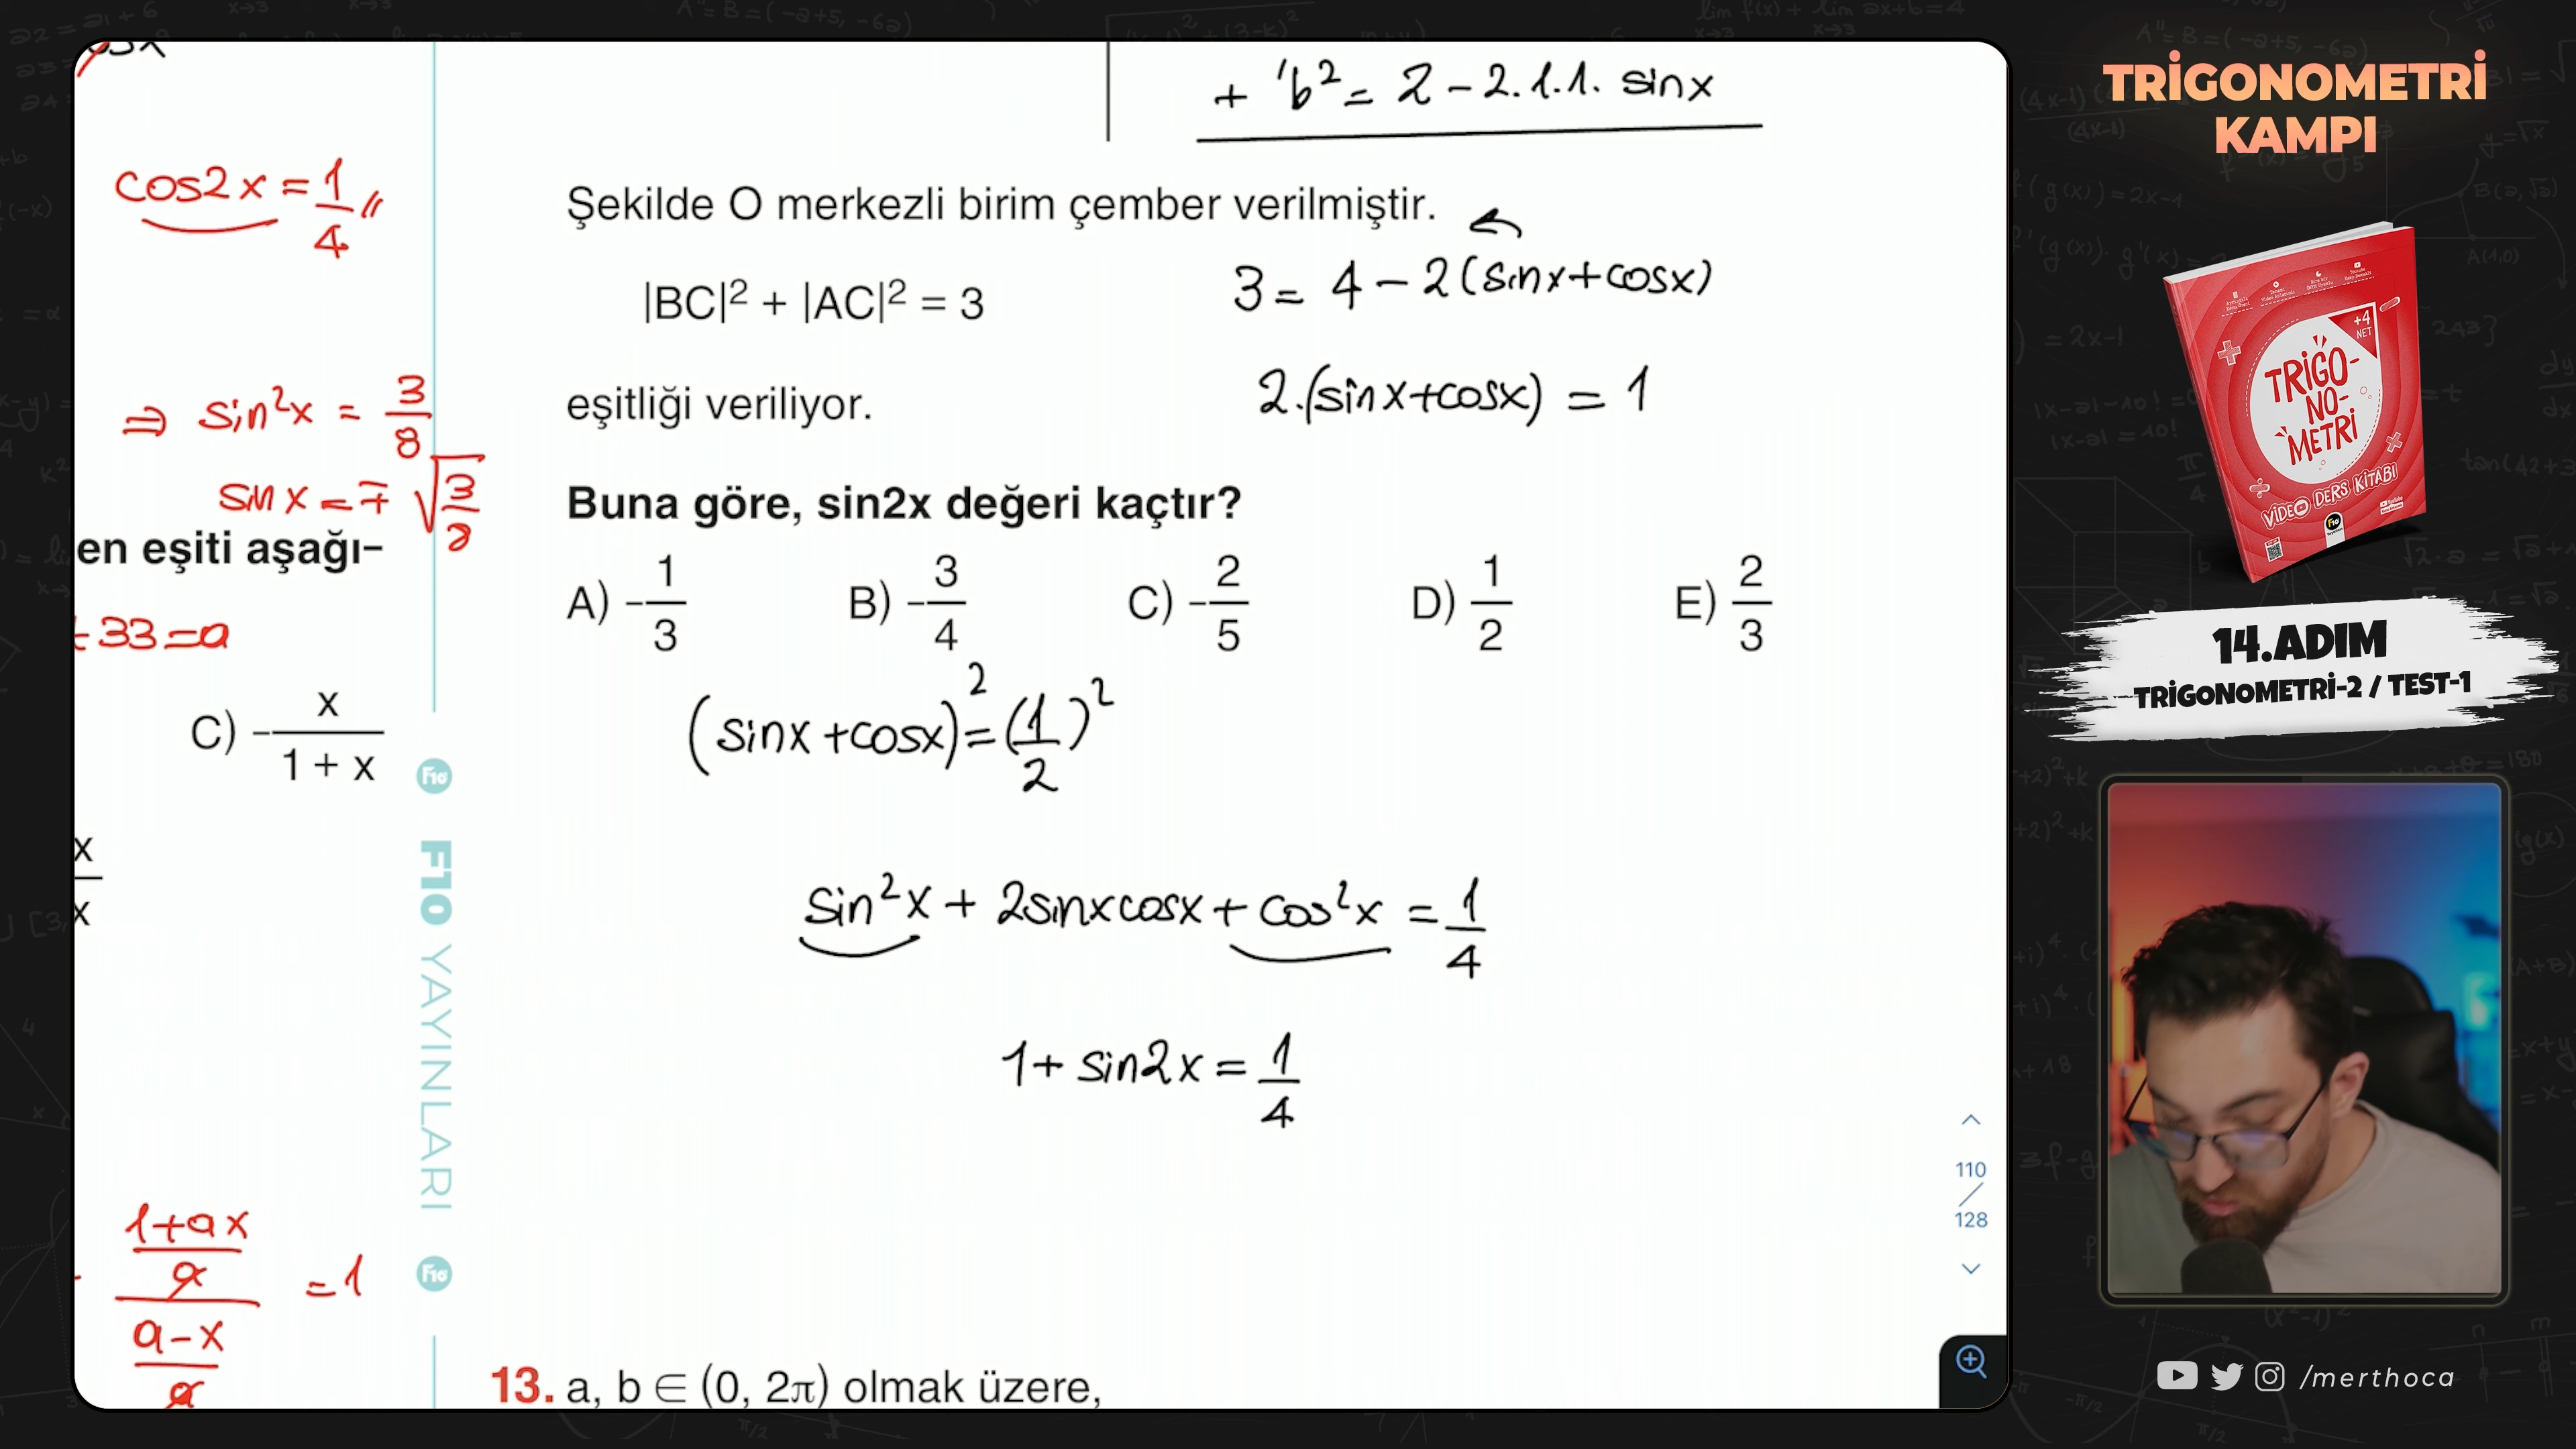 cos2x = 1/4
⇒ sin²x = 3/8
sin x = ∓ √3/8
en eşiti aşağı–
+33=a
C) - x/(1 + x)
x
x
(1+ax)/a
= 1
(a-x)/a
F10 YAYINLARI
+ b² = 2 - 2.1.1. sinx
Şekilde O merkezli birim çember verilmiştir.
|BC|² + |AC|² = 3
3 = 4 - 2(sinx+cosx)
eşitliği veriliyor.
2.(sinx+cosx) = 1
Buna göre, sin2x değeri kaçtır?
A) -1/3 B) -3/4 C) -2/5 D) 1/2 E) 2/3
(sinx+cosx)² = (1/2)²
sin²x + 2sinxcosx + cos²x = 1/4
1 + sin2x = 1/4
13. a, b ∈ (0, 2π) olmak üzere,
110
/
128
TRİGONOMETRİ
KAMPI
+4
NET
TRİGO-
NO-
METRİ
VİDEO DERS KİTABI
14.ADIM
TRİGONOMETRİ-2 / TEST-1
/merthoca